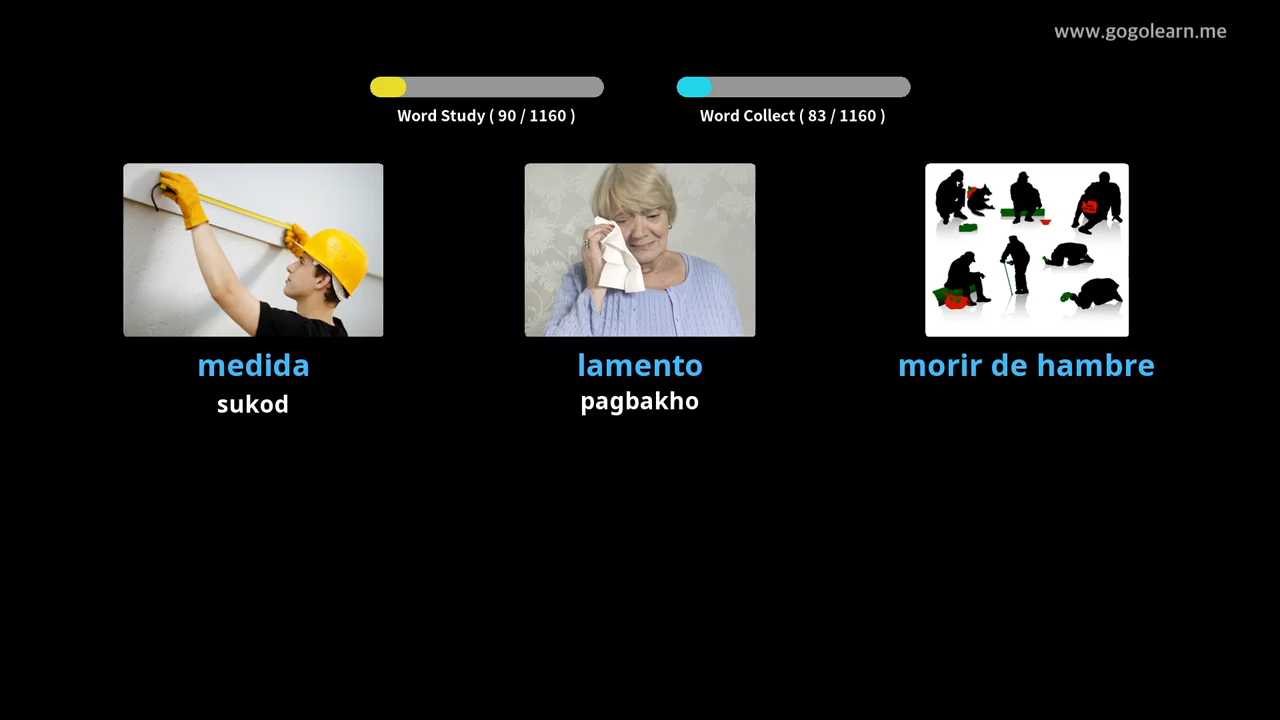 www.gogolearn.me
Word Study ( 90 / 1160 )
Word Collect ( 83 / 1160 )
medida
sukod
lamento
pagbakho
morir de hambre